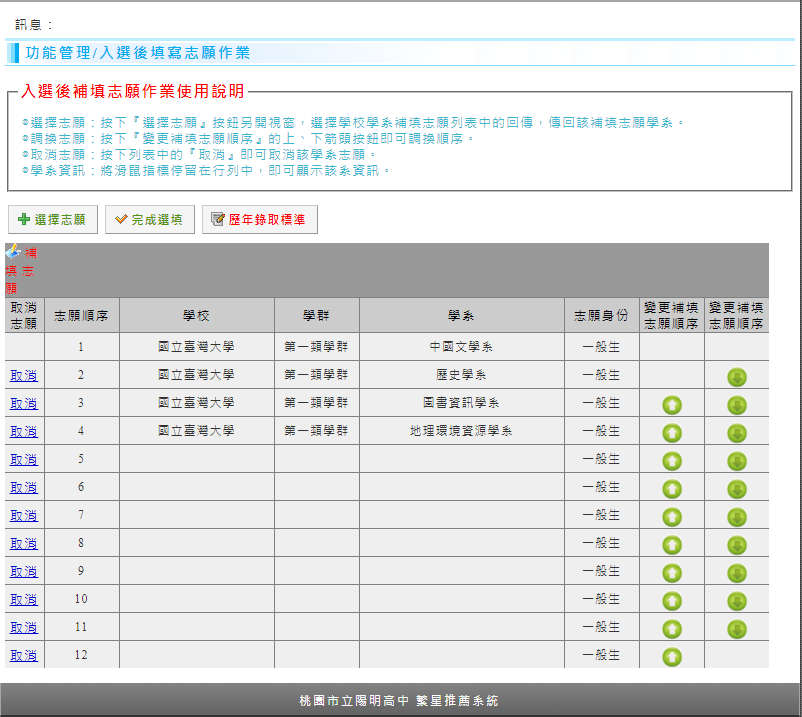 訊息：
功能管理/入選後填寫志願作業
入選後補填志願作業使用說明
◎選擇志願：按下『選擇志願』按鈕另開視窗，選擇學校學系補填志願列表中的回傳，傳回該補填志願學系。
◎調換志願：按下『變更補填志願順序』的上、下箭頭按鈕即可調換順序。
◎取消志願：按下列表中的『取消』即可取消該學系志願。
◎學系資訊：將滑鼠指標停留在行列中，即可顯示該系資訊。
選擇志願 完成選填 歷年錄取標準
補
填 志
願
取消志願 志願順序 學校 學群 學系 志願身份 變更補填志願順序 變更補填志願順序
1 國立臺灣大學 第一類學群 中國文學系 一般生
取消 2 國立臺灣大學 第一類學群 歷史學系 一般生
取消 3 國立臺灣大學 第一類學群 圖書資訊學系 一般生
取消 4 國立臺灣大學 第一類學群 地理環境資源學系 一般生
取消 5 一般生
取消 6 一般生
取消 7 一般生
取消 8 一般生
取消 9 一般生
取消 10 一般生
取消 11 一般生
取消 12 一般生
桃園市立陽明高中 繁星推薦系統